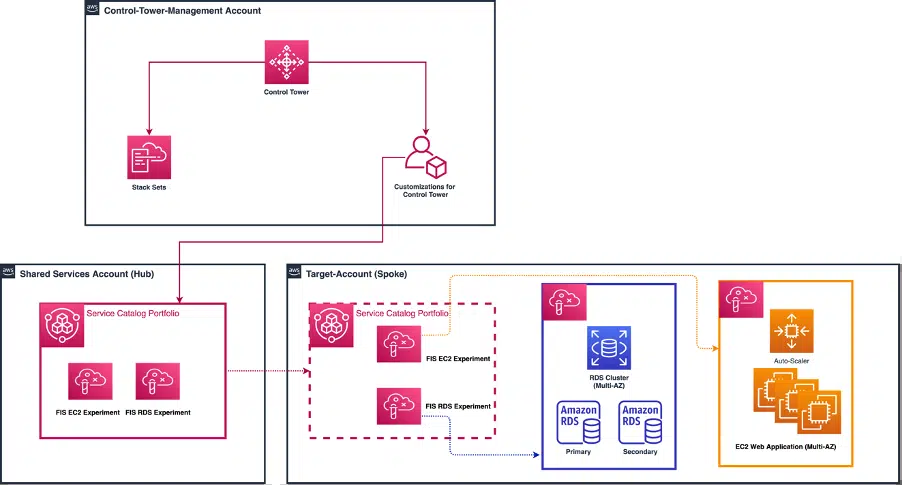 aws
Control-Tower-Management Account
Control Tower
Stack Sets
Customizations for
Control Tower
aws
Shared Services Account (Hub)
Service Catalog Portfolio
FIS EC2 Experiment
FIS RDS Experiment
aws
Target-Account (Spoke)
Service Catalog Portfolio
FIS EC2 Experiment
FIS RDS Experiment
RDS Cluster
(Multi-AZ)
Amazon
RDS
Primary
Amazon
RDS
Secondary
Auto-Scaler
EC2 Web Application (Multi-AZ)